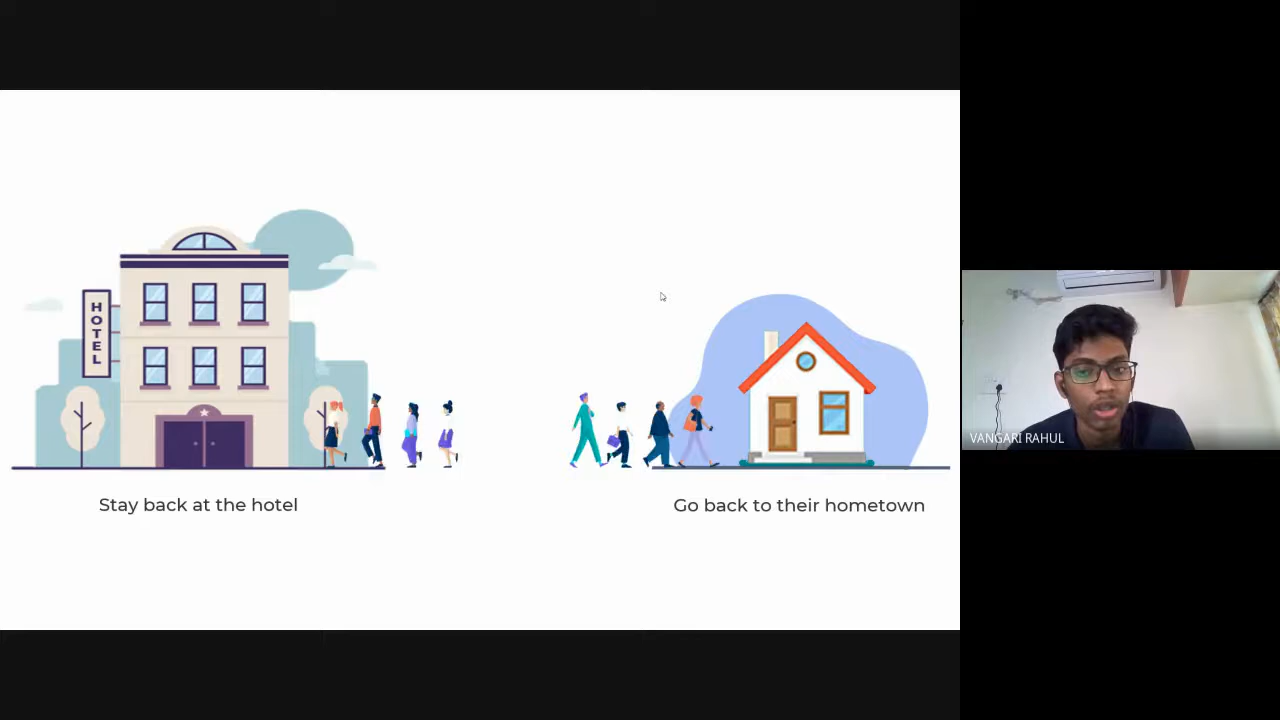 HOTEL
Stay back at the hotel
Go back to their hometown
VANGARI RAHUL